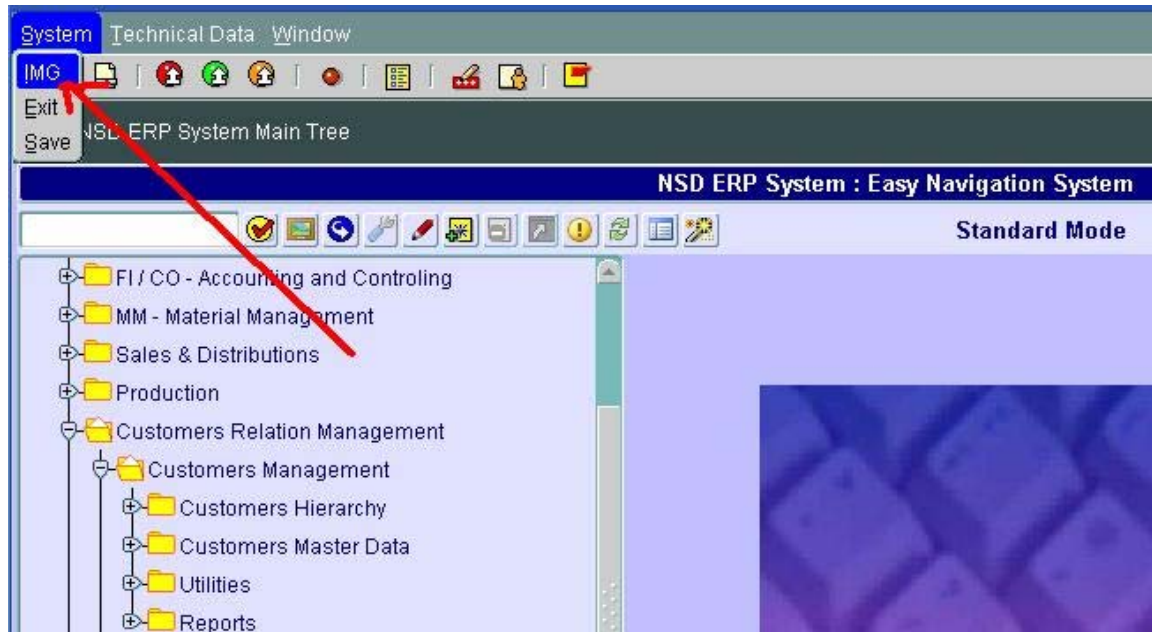 System Technical Data Window
IMG
Exit
Save
NSD ERP System Main Tree
NSD ERP System : Easy Navigation System
Standard Mode
FI / CO - Accounting and Controling
MM - Material Management
Sales & Distributions
Production
Customers Relation Management
Customers Management
Customers Hierarchy
Customers Master Data
Utilities
Reports